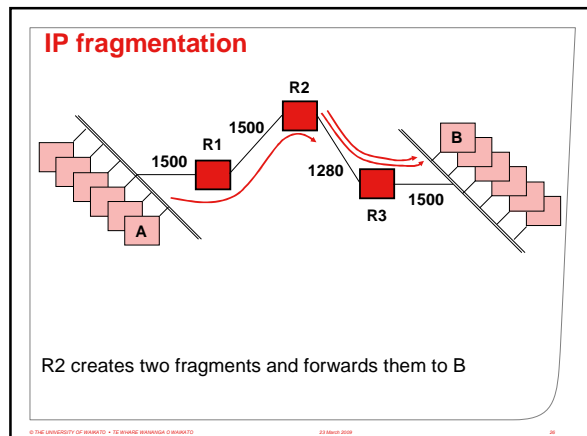 IP fragmentation
R2
1500
B
R1
1500
1280
1500
R3
A
R2 creates two fragments and forwards them to B
© THE UNIVERSITY OF WAIKATO • TE WHARE WANANGA O WAIKATO
23 March 2009